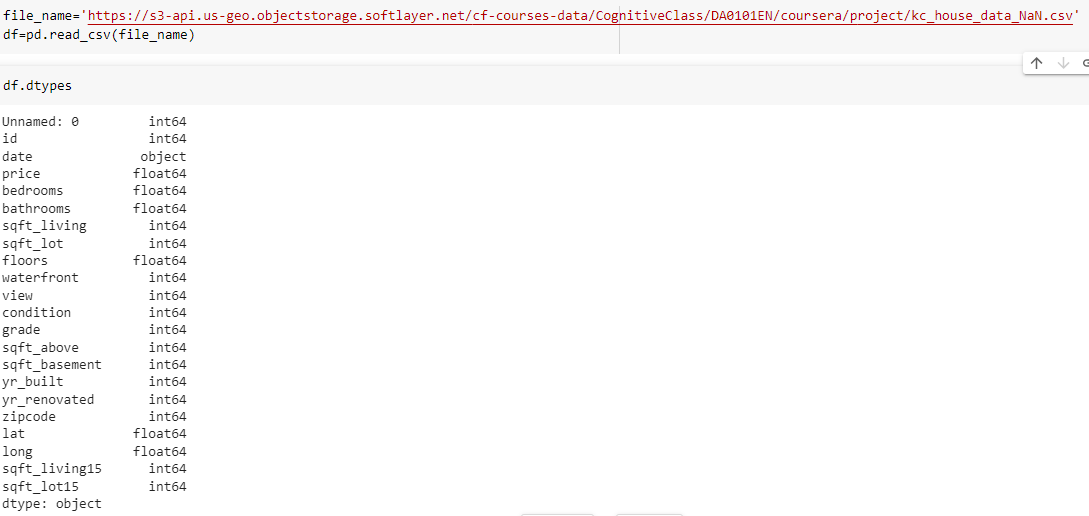 file_name='https://s3-api.us-geo.objectstorage.softlayer.net/cf-courses-data/CognitiveClass/DA0101EN/coursera/project/kc_house_data_NaN.csv'
df=pd.read_csv(file_name)
df.dtypes
Unnamed: 0 int64
id int64
date object
price float64
bedrooms float64
bathrooms float64
sqft_living int64
sqft_lot int64
floors float64
waterfront int64
view int64
condition int64
grade int64
sqft_above int64
sqft_basement int64
yr_built int64
yr_renovated int64
zipcode int64
lat float64
long float64
sqft_living15 int64
sqft_lot15 int64
dtype: object